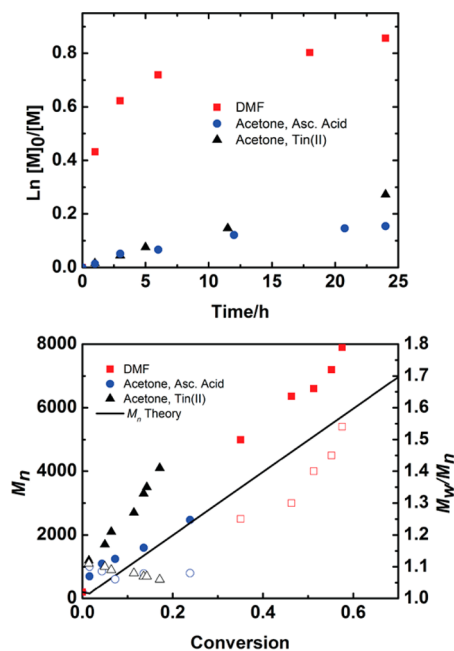 0.8
0.6
0.4
0.2
0.0
Ln [M]0/[M]
DMF
Acetone, Asc. Acid
Acetone, Tin(II)
0 5 10 15 20 25
Time/h
8000
6000
4000
2000
0
Mn
DMF
Acetone, Asc. Acid
Acetone, Tin(II)
Mn Theory
1.8
1.7
1.6
1.5
1.4
1.3
1.2
1.1
1.0
Mw/Mn
0.0 0.2 0.4 0.6
Conversion